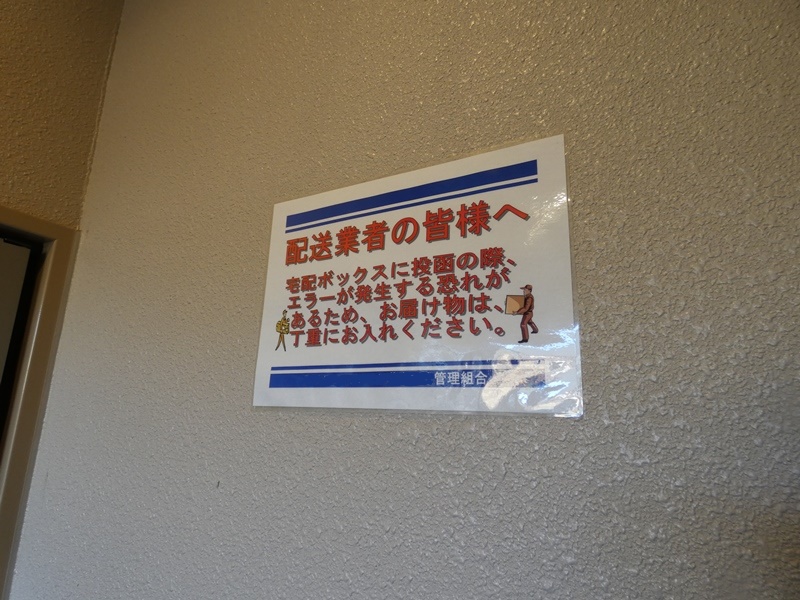 配送業者の皆様へ
宅配ボックスに投函の際、
エラーが発生する恐れが
あるため、お届け物は、
丁重にお入れください。
管理組合